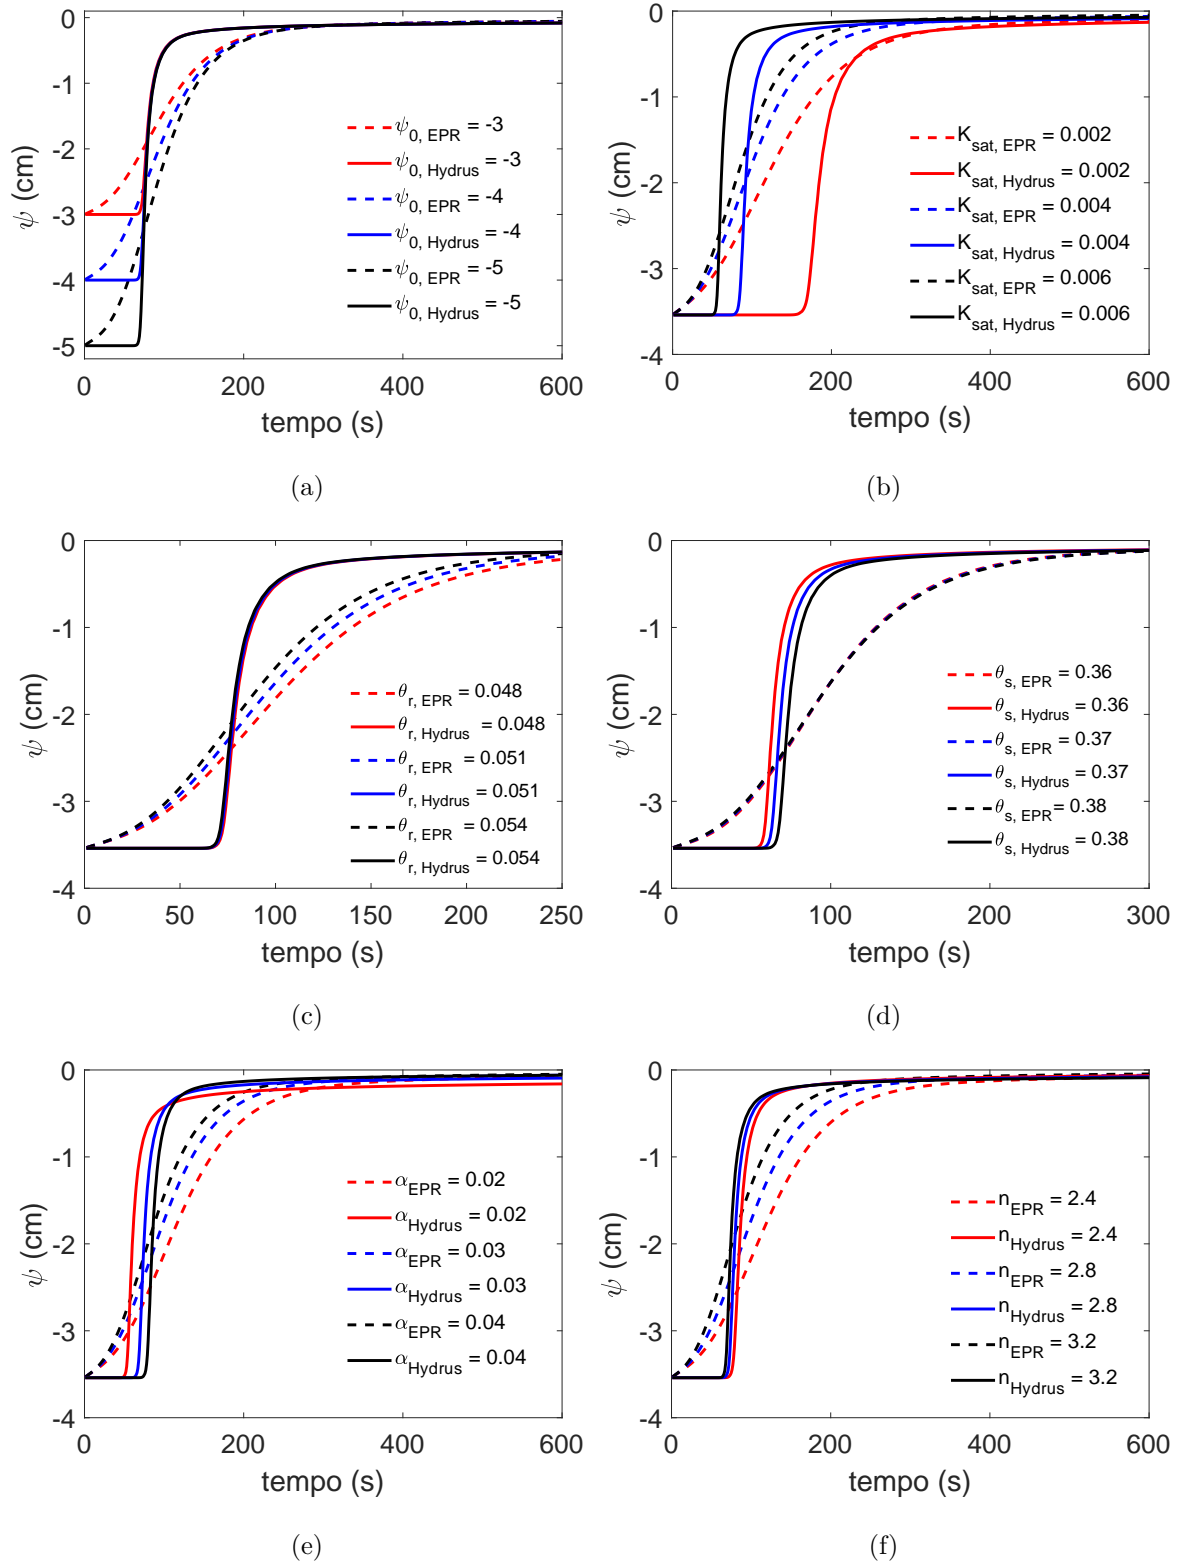 0
-1
-2
-3
-4
-5
ψ (cm)
ψ0, EPR = -3
ψ0, Hydrus = -3
ψ0, EPR = -4
ψ0, Hydrus = -4
ψ0, EPR = -5
ψ0, Hydrus = -5
0 200 400 600
tempo (s)
(a)
0
-1
-2
-3
-4
ψ (cm)
Ksat, EPR = 0.002
Ksat, Hydrus = 0.002
Ksat, EPR = 0.004
Ksat, Hydrus = 0.004
Ksat, EPR = 0.006
Ksat, Hydrus = 0.006
0 200 400 600
tempo (s)
(b)
0
-1
-2
-3
-4
ψ (cm)
θr, EPR = 0.048
θr, Hydrus = 0.048
θr, EPR = 0.051
θr, Hydrus = 0.051
θr, EPR = 0.054
θr, Hydrus = 0.054
0 50 100 150 200 250
tempo (s)
(c)
0
-1
-2
-3
-4
ψ (cm)
θs, EPR = 0.36
θs, Hydrus = 0.36
θs, EPR = 0.37
θs, Hydrus = 0.37
θs, EPR = 0.38
θs, Hydrus = 0.38
0 100 200 300
tempo (s)
(d)
0
-1
-2
-3
-4
ψ (cm)
αEPR = 0.02
αHydrus = 0.02
αEPR = 0.03
αHydrus = 0.03
αEPR = 0.04
αHydrus = 0.04
0 200 400 600
tempo (s)
(e)
0
-1
-2
-3
-4
ψ (cm)
nEPR = 2.4
nHydrus = 2.4
nEPR = 2.8
nHydrus = 2.8
nEPR = 3.2
nHydrus = 3.2
0 200 400 600
tempo (s)
(f)